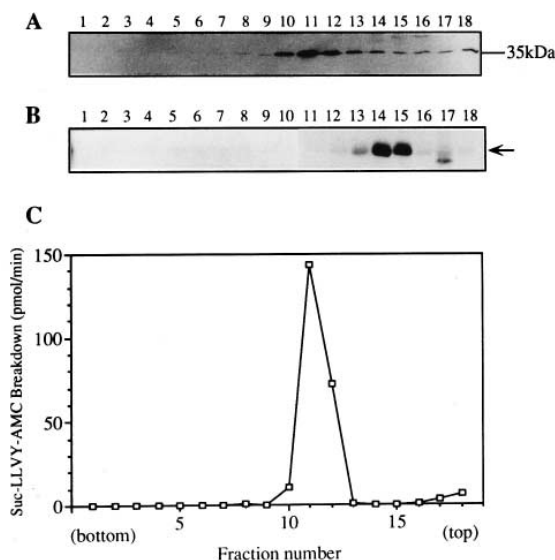 A
1 2 3 4 5 6 7 8 9 10 11 12 13 14 15 16 17 18
35kDa
B
1 2 3 4 5 6 7 8 9 10 11 12 13 14 15 16 17 18
C
Suc-LLVY-AMC Breakdown (pmol/min)
150
100
50
0
5 10 15
(bottom) (top)
Fraction number